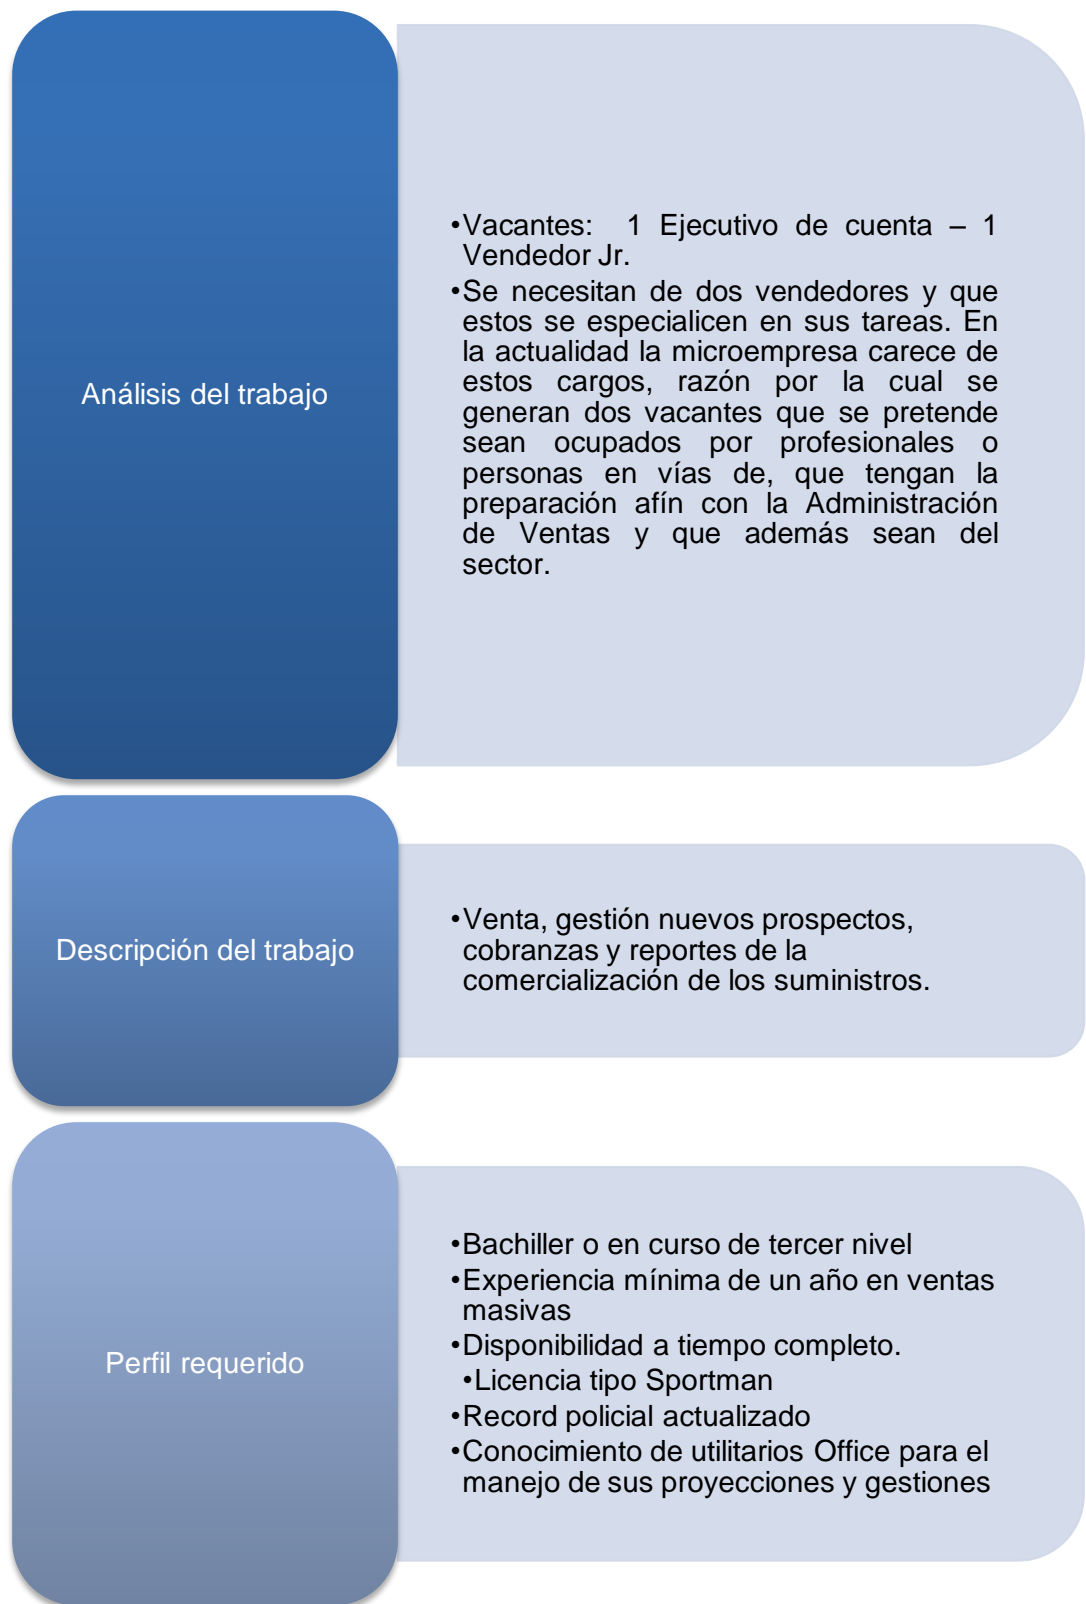 Análisis del trabajo
•Vacantes: 1 Ejecutivo de cuenta – 1
Vendedor Jr.
•Se necesitan de dos vendedores y que
estos se especialicen en sus tareas. En
la actualidad la microempresa carece de
estos cargos, razón por la cual se
generan dos vacantes que se pretende
sean ocupados por profesionales o
personas en vías de, que tengan la
preparación afín con la Administración
de Ventas y que además sean del
sector.
Descripción del trabajo
•Venta, gestión nuevos prospectos,
cobranzas y reportes de la
comercialización de los suministros.
Perfil requerido
•Bachiller o en curso de tercer nivel
•Experiencia mínima de un año en ventas
masivas
•Disponibilidad a tiempo completo.
•Licencia tipo Sportman
•Record policial actualizado
•Conocimiento de utilitarios Office para el
manejo de sus proyecciones y gestiones